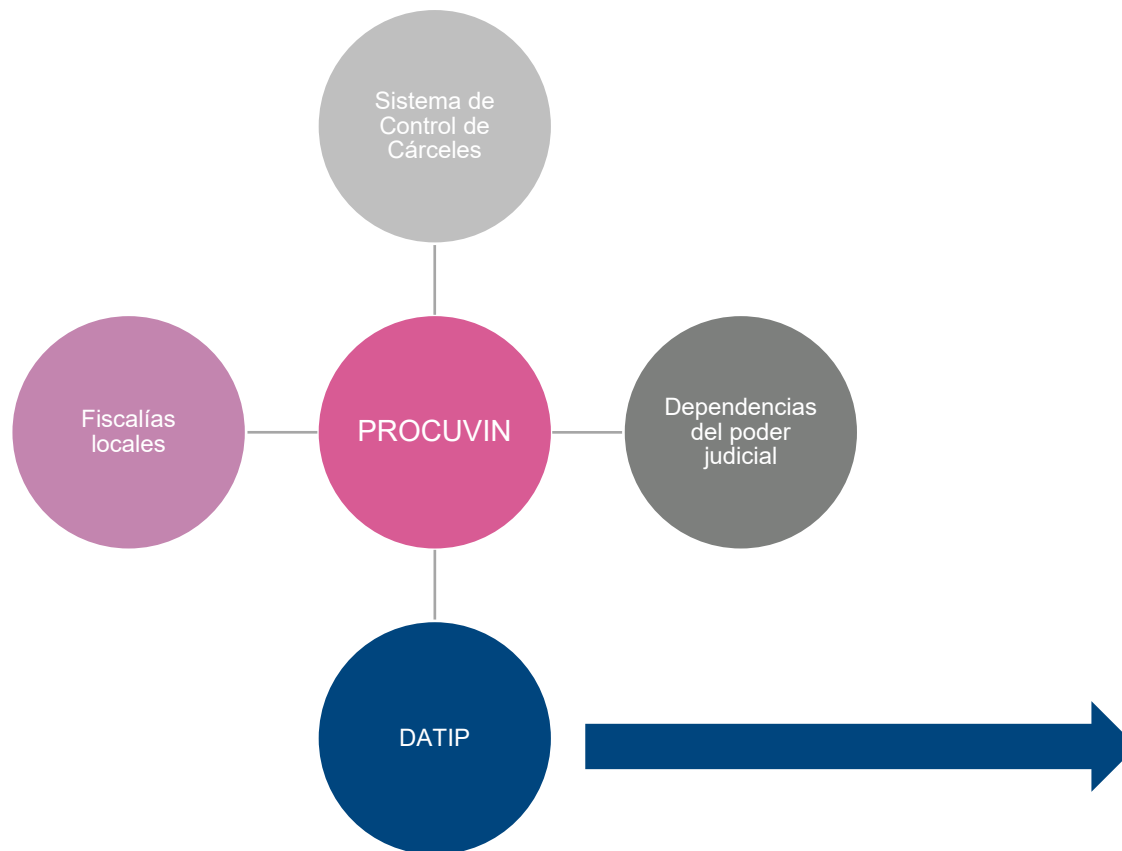 Sistema de
Control de
Cárceles
Fiscalías
locales
PROCUVIN
Dependencias
del poder
judicial
DATIP